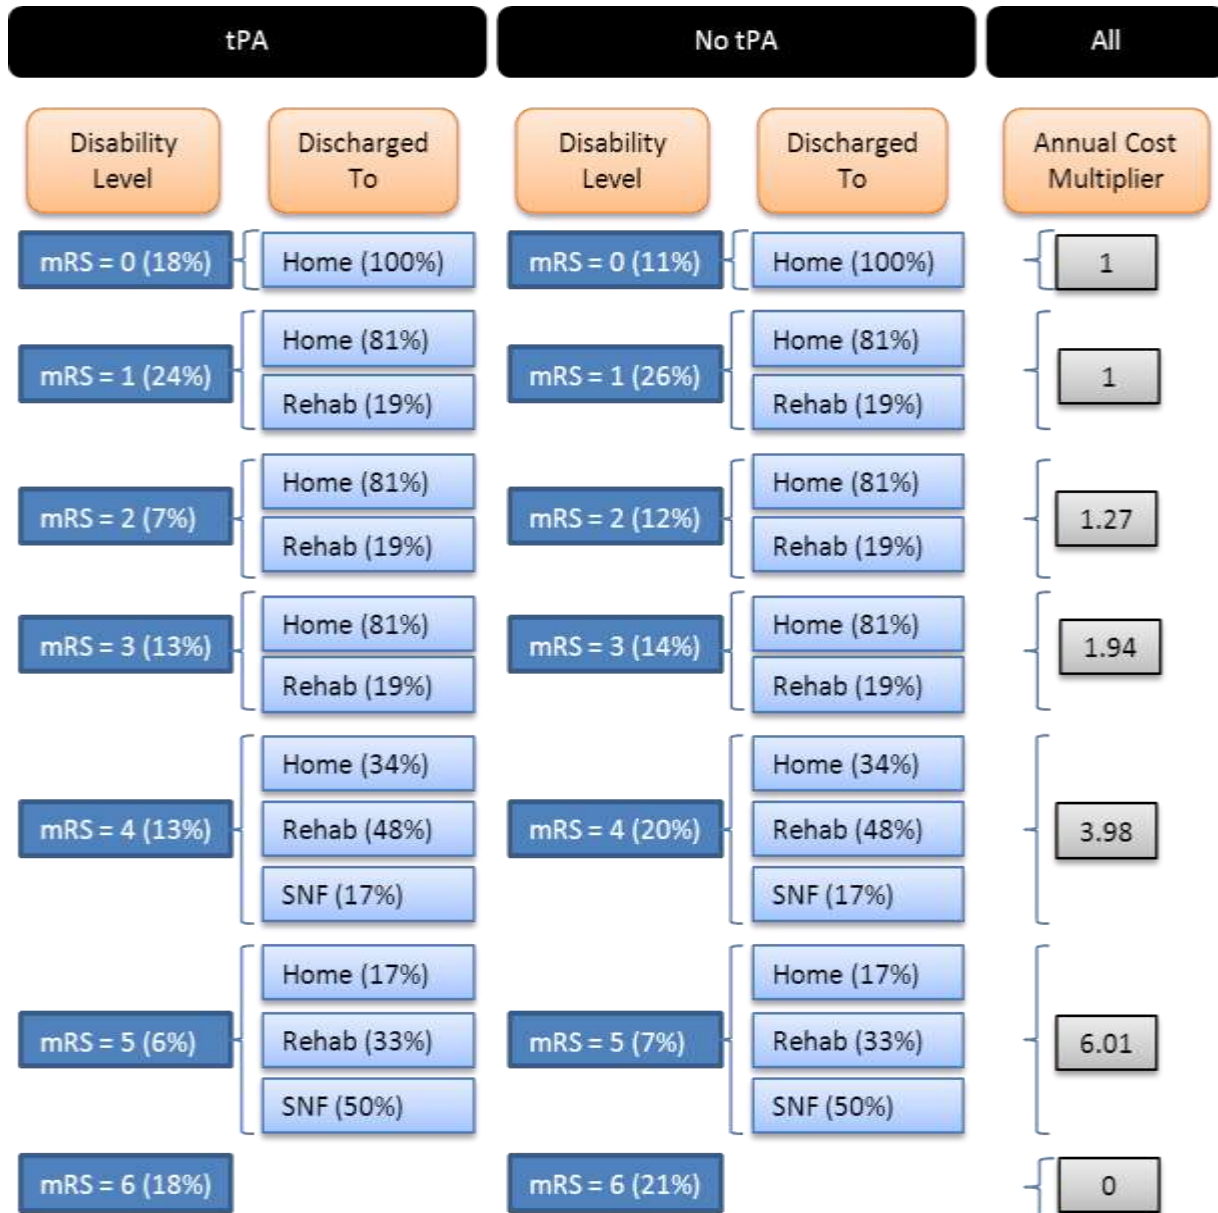 tPA
No tPA
All
Disability
Level
Discharged
To
Disability
Level
Discharged
To
Annual Cost
Multiplier
mRS = 0 (18%)
Home (100%)
mRS = 0 (11%)
Home (100%)
1
mRS = 1 (24%)
Home (81%)
Rehab (19%)
mRS = 1 (26%)
Home (81%)
Rehab (19%)
1
mRS = 2 (7%)
Home (81%)
Rehab (19%)
mRS = 2 (12%)
Home (81%)
Rehab (19%)
1.27
mRS = 3 (13%)
Home (81%)
Rehab (19%)
mRS = 3 (14%)
Home (81%)
Rehab (19%)
1.94
mRS = 4 (13%)
Home (34%)
Rehab (48%)
SNF (17%)
mRS = 4 (20%)
Home (34%)
Rehab (48%)
SNF (17%)
3.98
mRS = 5 (6%)
Home (17%)
Rehab (33%)
SNF (50%)
mRS = 5 (7%)
Home (17%)
Rehab (33%)
SNF (50%)
6.01
mRS = 6 (18%)
mRS = 6 (21%)
0